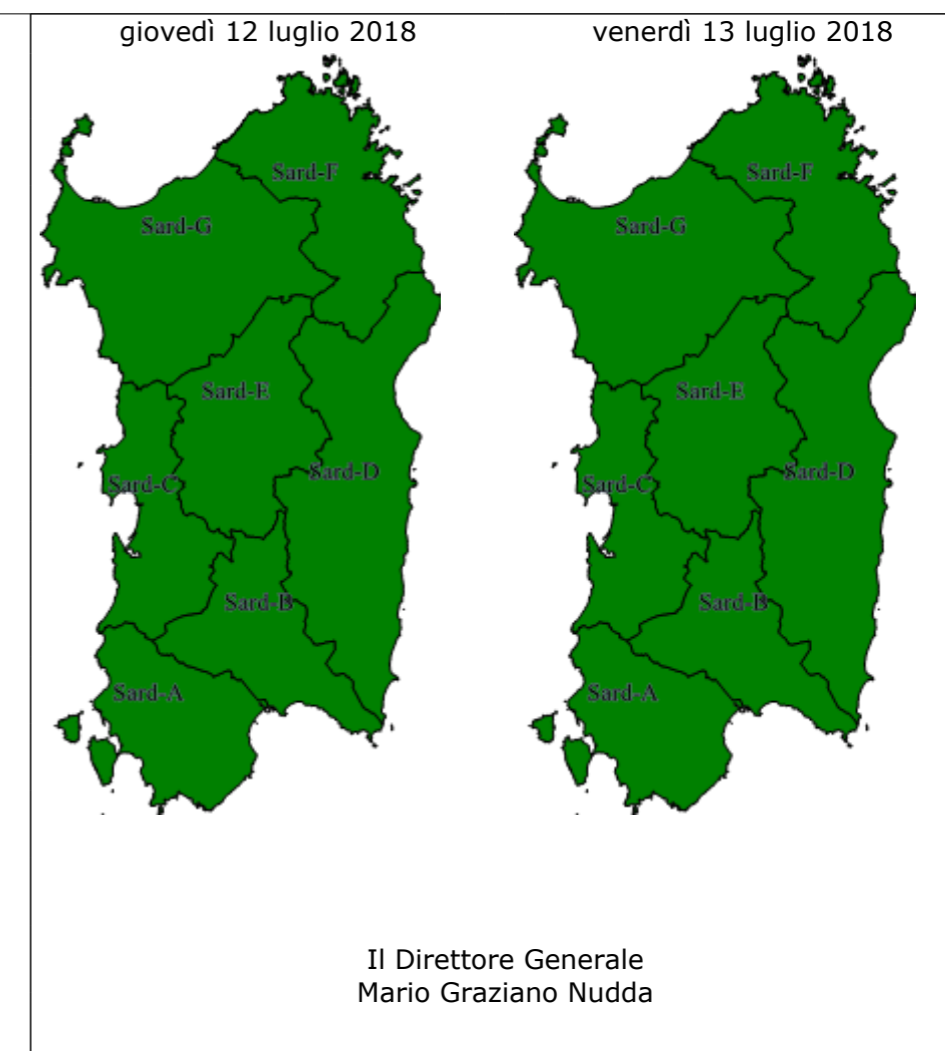 giovedì 12 luglio 2018
venerdì 13 luglio 2018
Sard-F
Sard-G
Sard-E
Sard-D
Sard-C
Sard-B
Sard-A
Sard-F
Sard-G
Sard-E
Sard-D
Sard-C
Sard-B
Sard-A
Il Direttore Generale
Mario Graziano Nudda